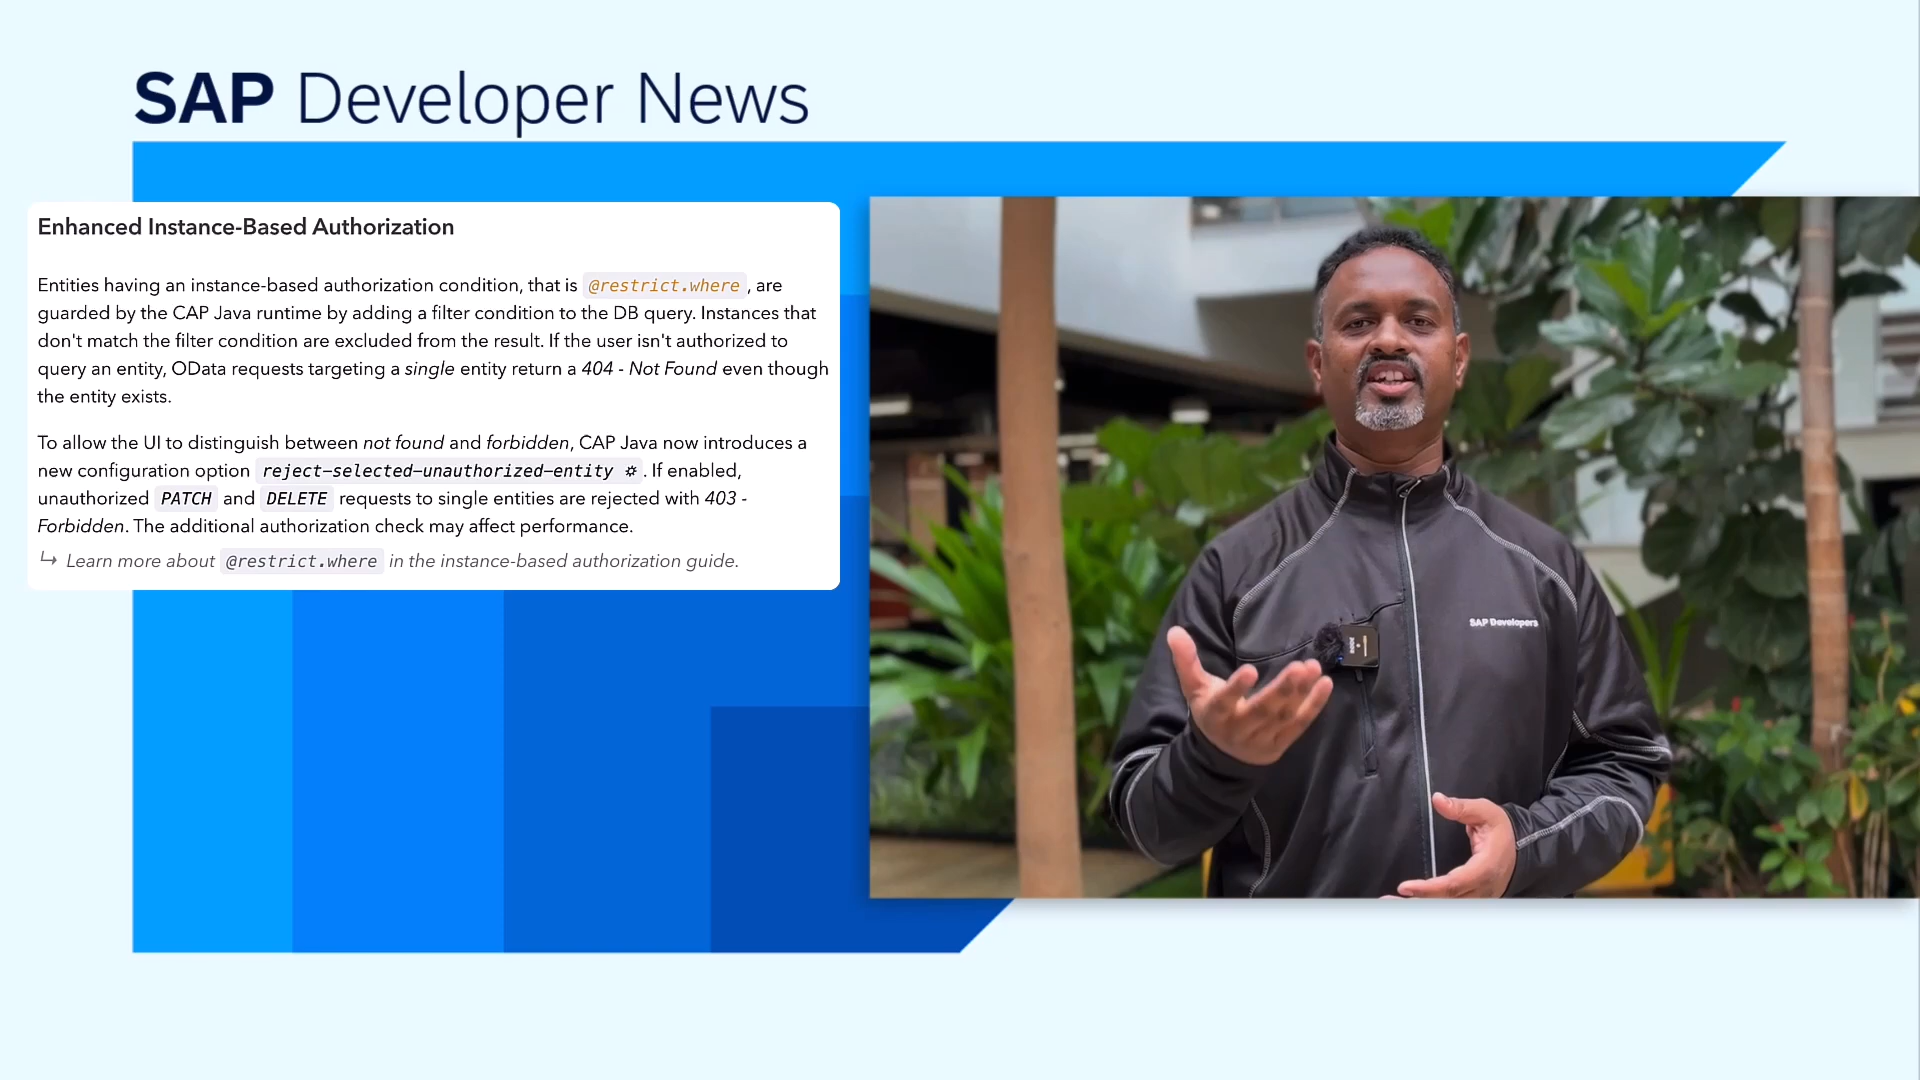 SAP Developer News
Enhanced Instance-Based Authorization
Entities having an instance-based authorization condition, that is @restrict.where, are
guarded by the CAP Java runtime by adding a filter condition to the DB query. Instances that
don't match the filter condition are excluded from the result. If the user isn't authorized to
query an entity, OData requests targeting a single entity return a 404 - Not Found even though
the entity exists.
To allow the UI to distinguish between not found and forbidden, CAP Java now introduces a
new configuration option reject-selected-unauthorized-entity. If enabled,
unauthorized PATCH and DELETE requests to single entities are rejected with 403 -
Forbidden. The additional authorization check may affect performance.
Learn more about @restrict.where in the instance-based authorization guide.
SAP Developers
RODE